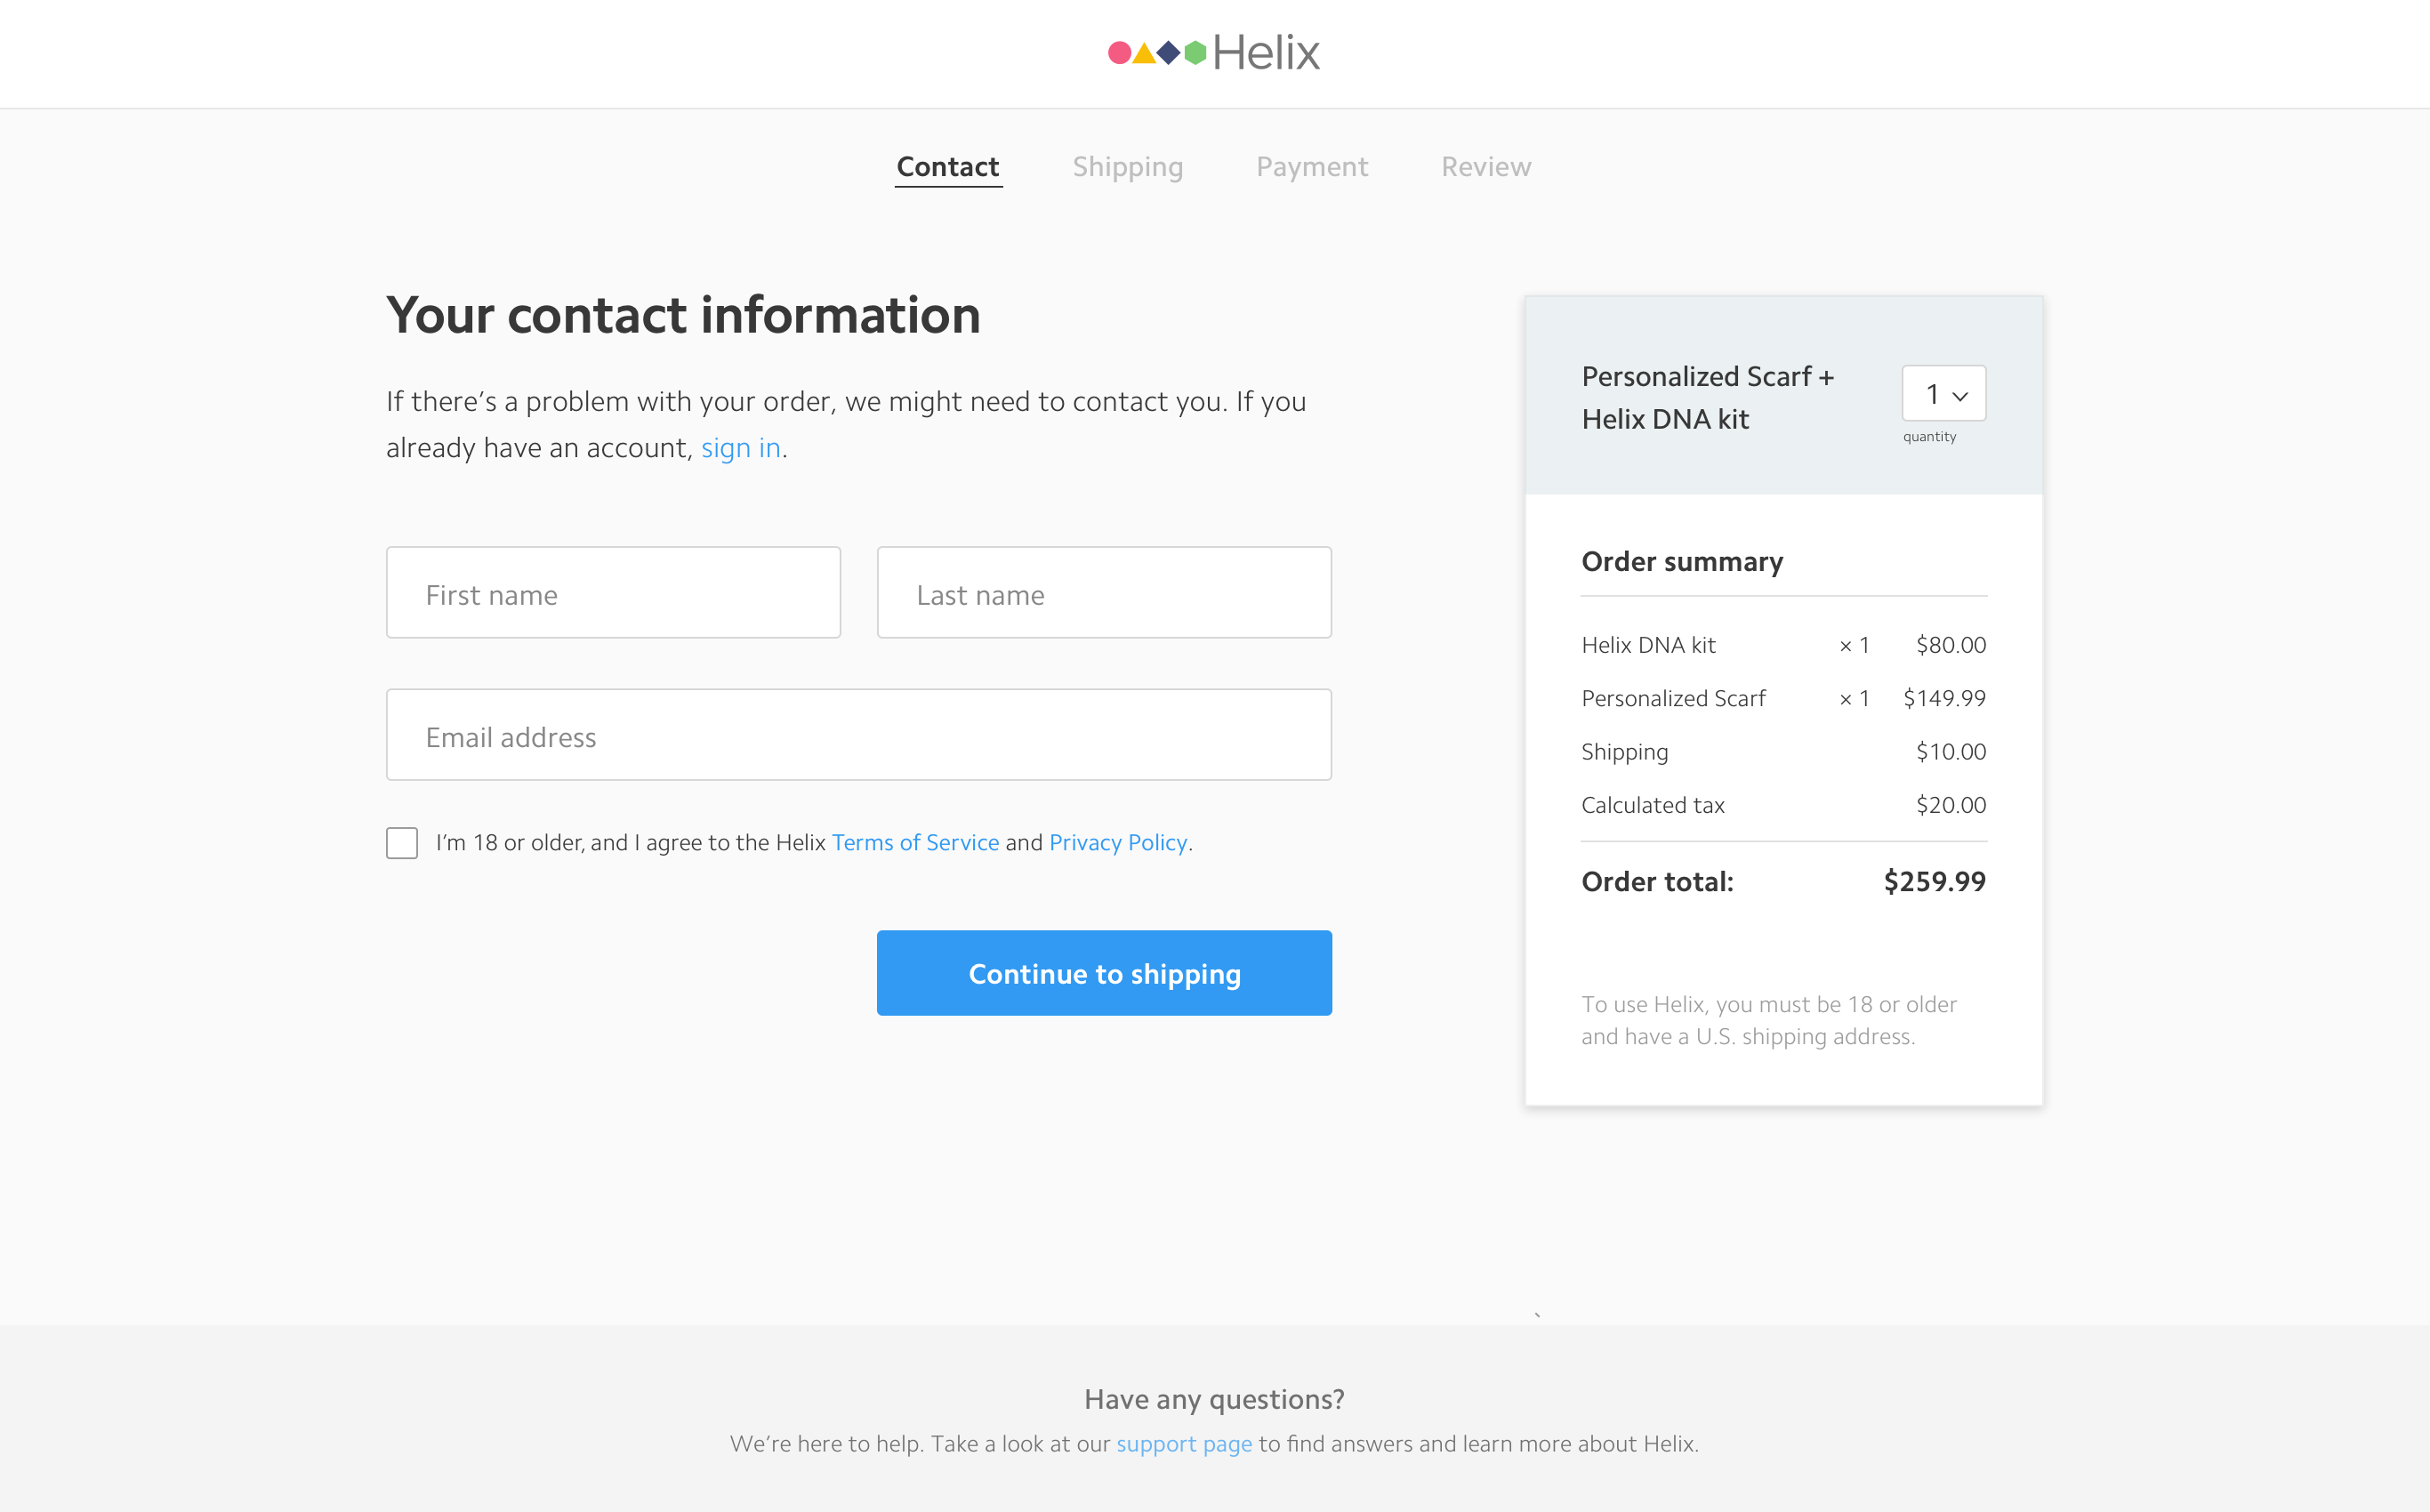 Helix
Contact Shipping Payment Review
Your contact information
If there’s a problem with your order, we might need to contact you. If you
already have an account, sign in.
First name
Last name
Email address
I’m 18 or older, and I agree to the Helix Terms of Service and Privacy Policy.
Continue to shipping
Personalized Scarf +
Helix DNA kit
1
quantity
Order summary
Helix DNA kit × 1 $80.00
Personalized Scarf × 1 $149.99
Shipping $10.00
Calculated tax $20.00
Order total: $259.99
To use Helix, you must be 18 or older
and have a U.S. shipping address.
`
Have any questions?
We’re here to help. Take a look at our support page to find answers and learn more about Helix.